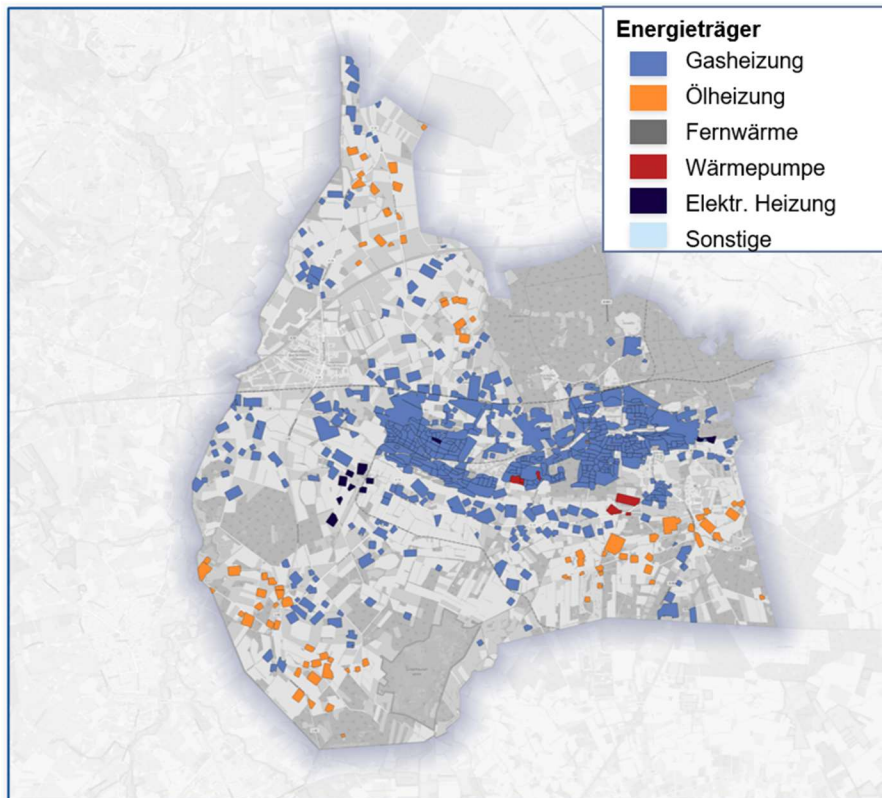 Energieträger
Gasheizung
Ölheizung
Fernwärme
Wärmepumpe
Elektr. Heizung
Sonstige